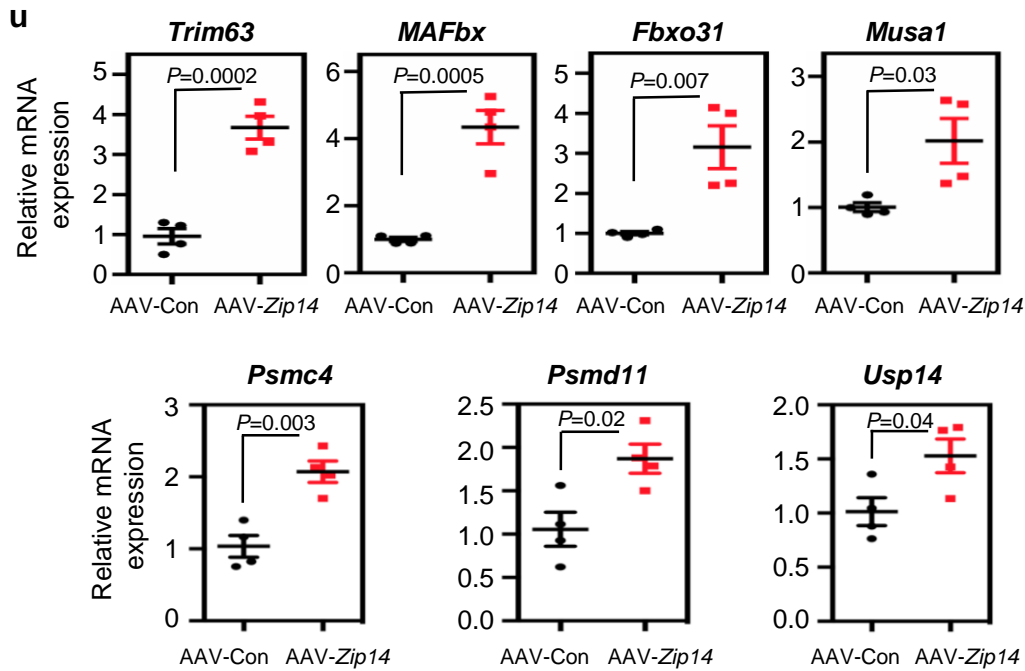 u
Trim63 MAFbx Fbxo31 Musa1
Relative mRNA
expression
5
4
3
2
1
0
P=0.0002
AAV-Con AAV-Zip14
6
4
2
0
P=0.0005
AAV-Con AAV-Zip14
5
4
3
2
1
0
P=0.007
AAV-Con AAV-Zip14
3
2
1
0
P=0.03
AAV-Con AAV-Zip14
Psmc4 Psmd11 Usp14
Relative mRNA
expression
3
2
1
0
P=0.003
AAV-Con AAV-Zip14
2.5
2.0
1.5
1.0
0.5
0.0
P=0.02
AAV-Con AAV-Zip14
2.0
1.5
1.0
0.5
0.0
P=0.04
AAV-Con AAV-Zip14